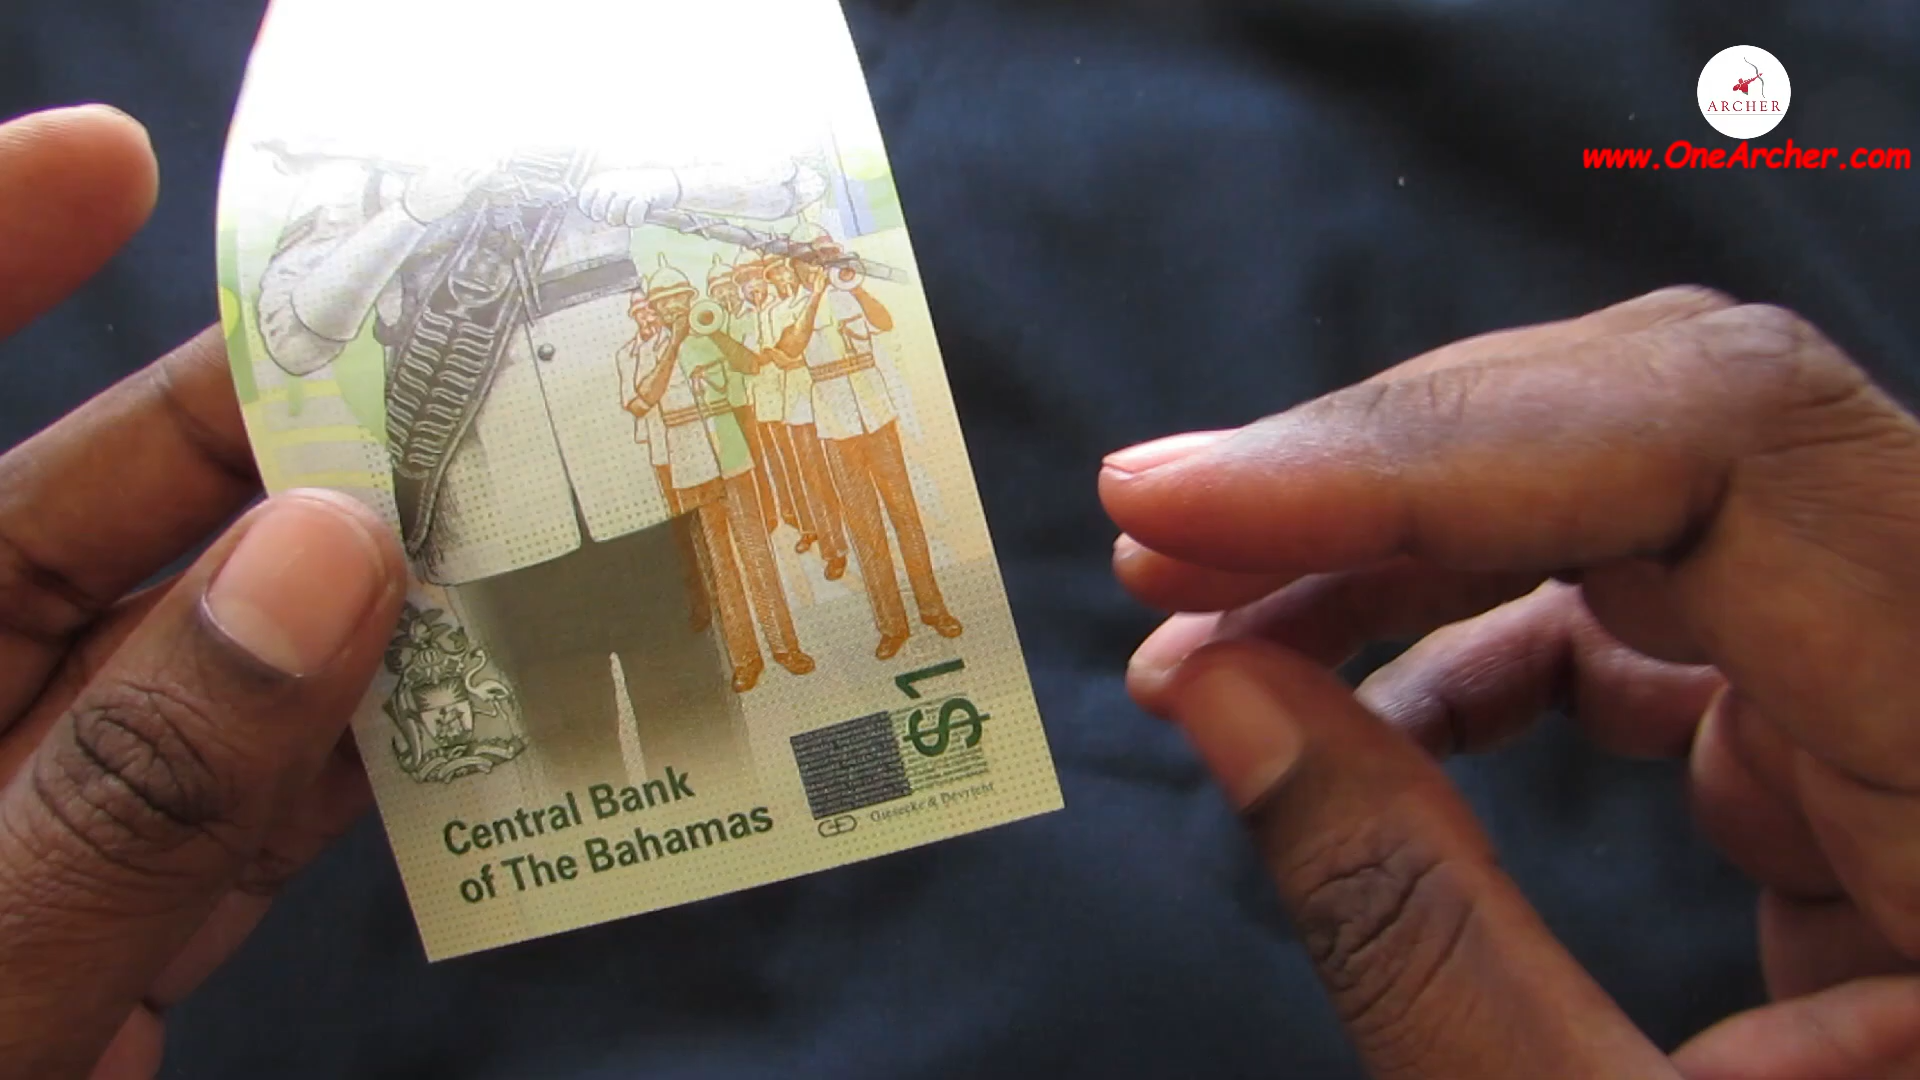 ARCHER
www.OneArcher.com
$1
Central Bank
of The Bahamas
Giesecke & Devrient